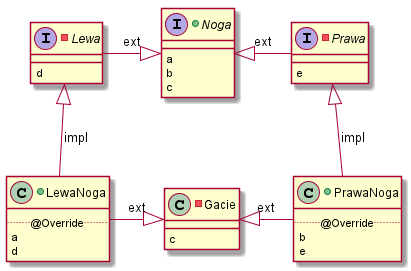 I Lewa
d
ext
I Noga
a
b
c
ext
I Prawa
e
impl
impl
C LewaNoga
@Override
a
d
ext
C Gacie
c
ext
C PrawaNoga
@Override
b
e